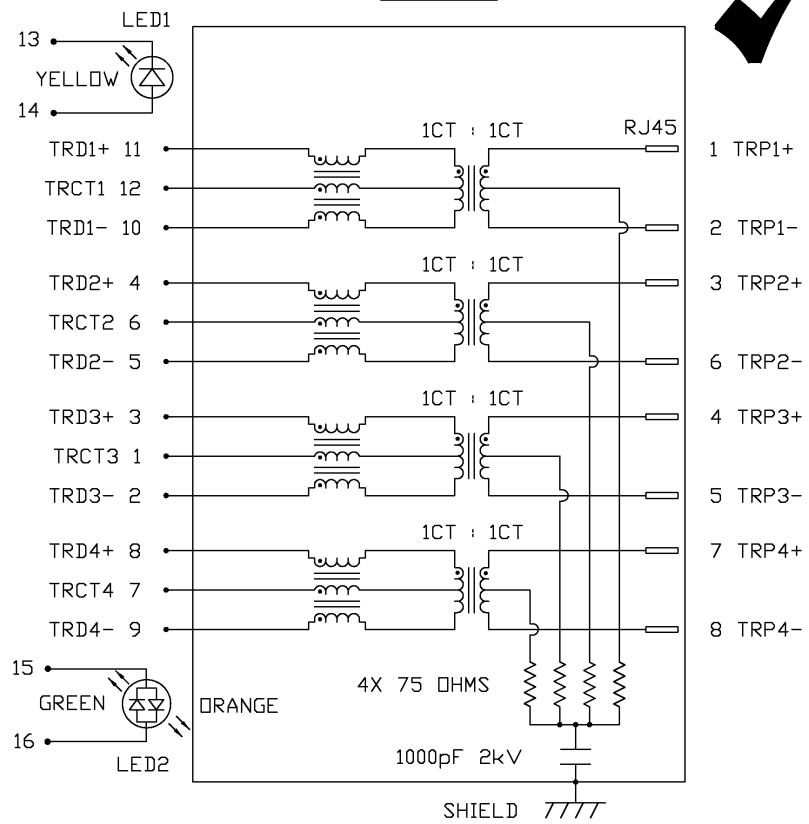 LED1
13
YELLOW
14
1CT : 1CT
RJ45
TRD1+ 11
1 TRP1+
TRCT1 12
TRD1- 10
2 TRP1-
1CT : 1CT
TRD2+ 4
3 TRP2+
TRCT2 6
TRD2- 5
6 TRP2-
1CT : 1CT
TRD3+ 3
4 TRP3+
TRCT3 1
TRD3- 2
5 TRP3-
1CT : 1CT
TRD4+ 8
7 TRP4+
TRCT4 7
TRD4- 9
8 TRP4-
15
4X 75 OHMS
GREEN
ORANGE
16
LED2
1000pF 2kV
SHIELD